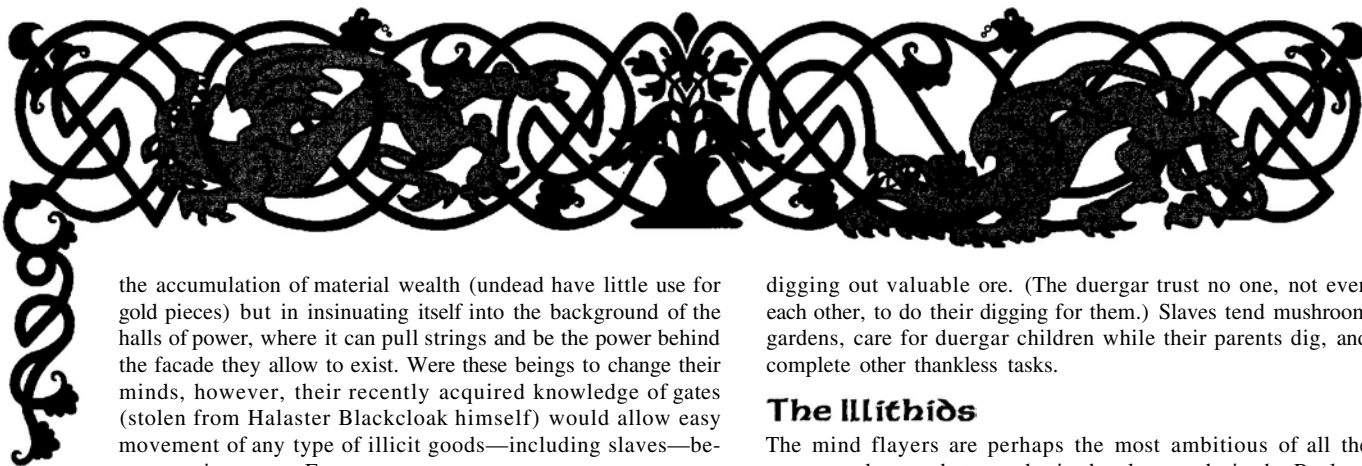 the accumulation of material wealth (undead have little use for
gold pieces) but in insinuating itself into the background of the
halls of power, where it can pull strings and be the power behind
the facade they allow to exist. Were these beings to change their
minds, however, their recently acquired knowledge of gates
(stolen from Halaster Blackcloak himself) would allow easy
movement of any type of illicit goods—including slaves—be-
digging out valuable ore. (The duergar trust no one, not even
each other, to do their digging for them.) Slaves tend mushroom
gardens, care for duergar children while their parents dig, and
complete other thankless tasks.
The Illithids
The mind flayers are perhaps the most ambitious of all the